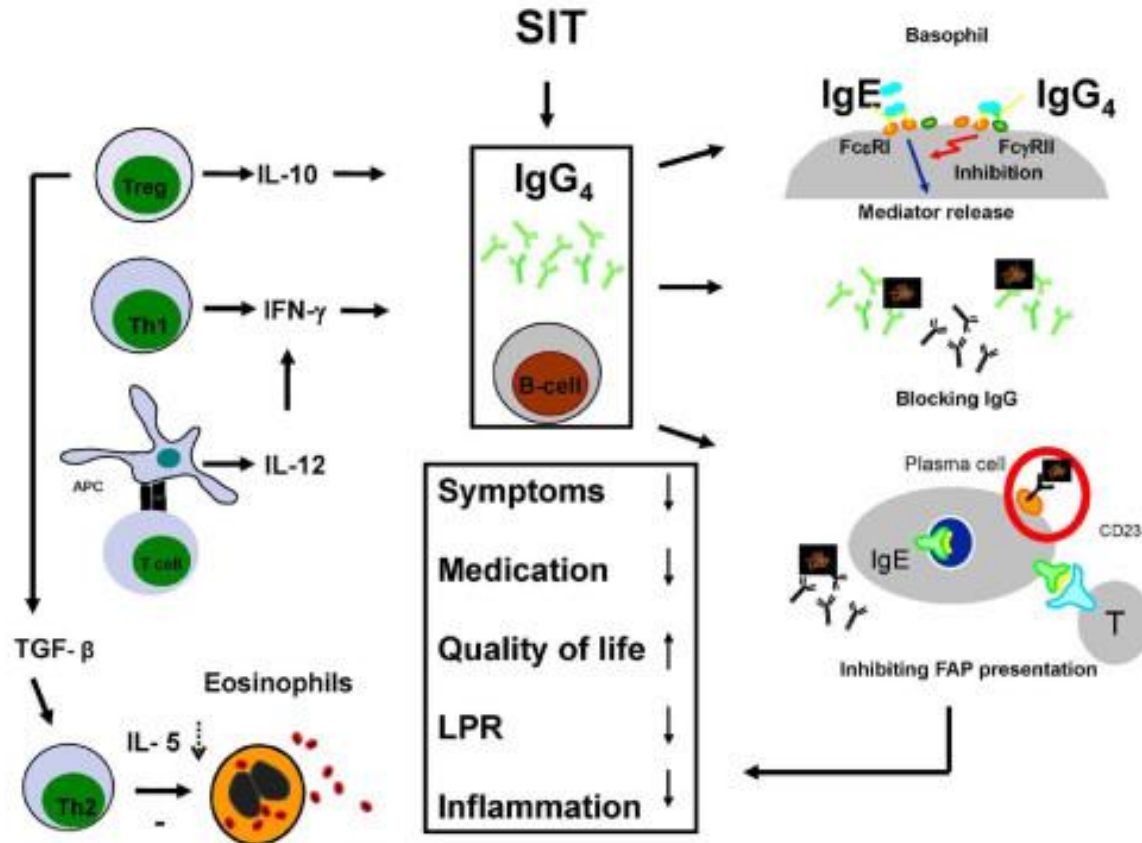 SIT
Basophil
IgE
IgG4
FcεRI
FcγRII
Inhibition
Mediator release
Treg
IL-10
IgG4
Th1
IFN-γ
B-cell
Blocking IgG
APC
IL-12
T cell
Plasma cell
CD23
IgE
T
Inhibiting FAP presentation
Symptoms ↓
Medication ↓
Quality of life ↑
LPR ↓
Inflammation ↓
TGF- β
Eosinophils
IL- 5
Th2
-